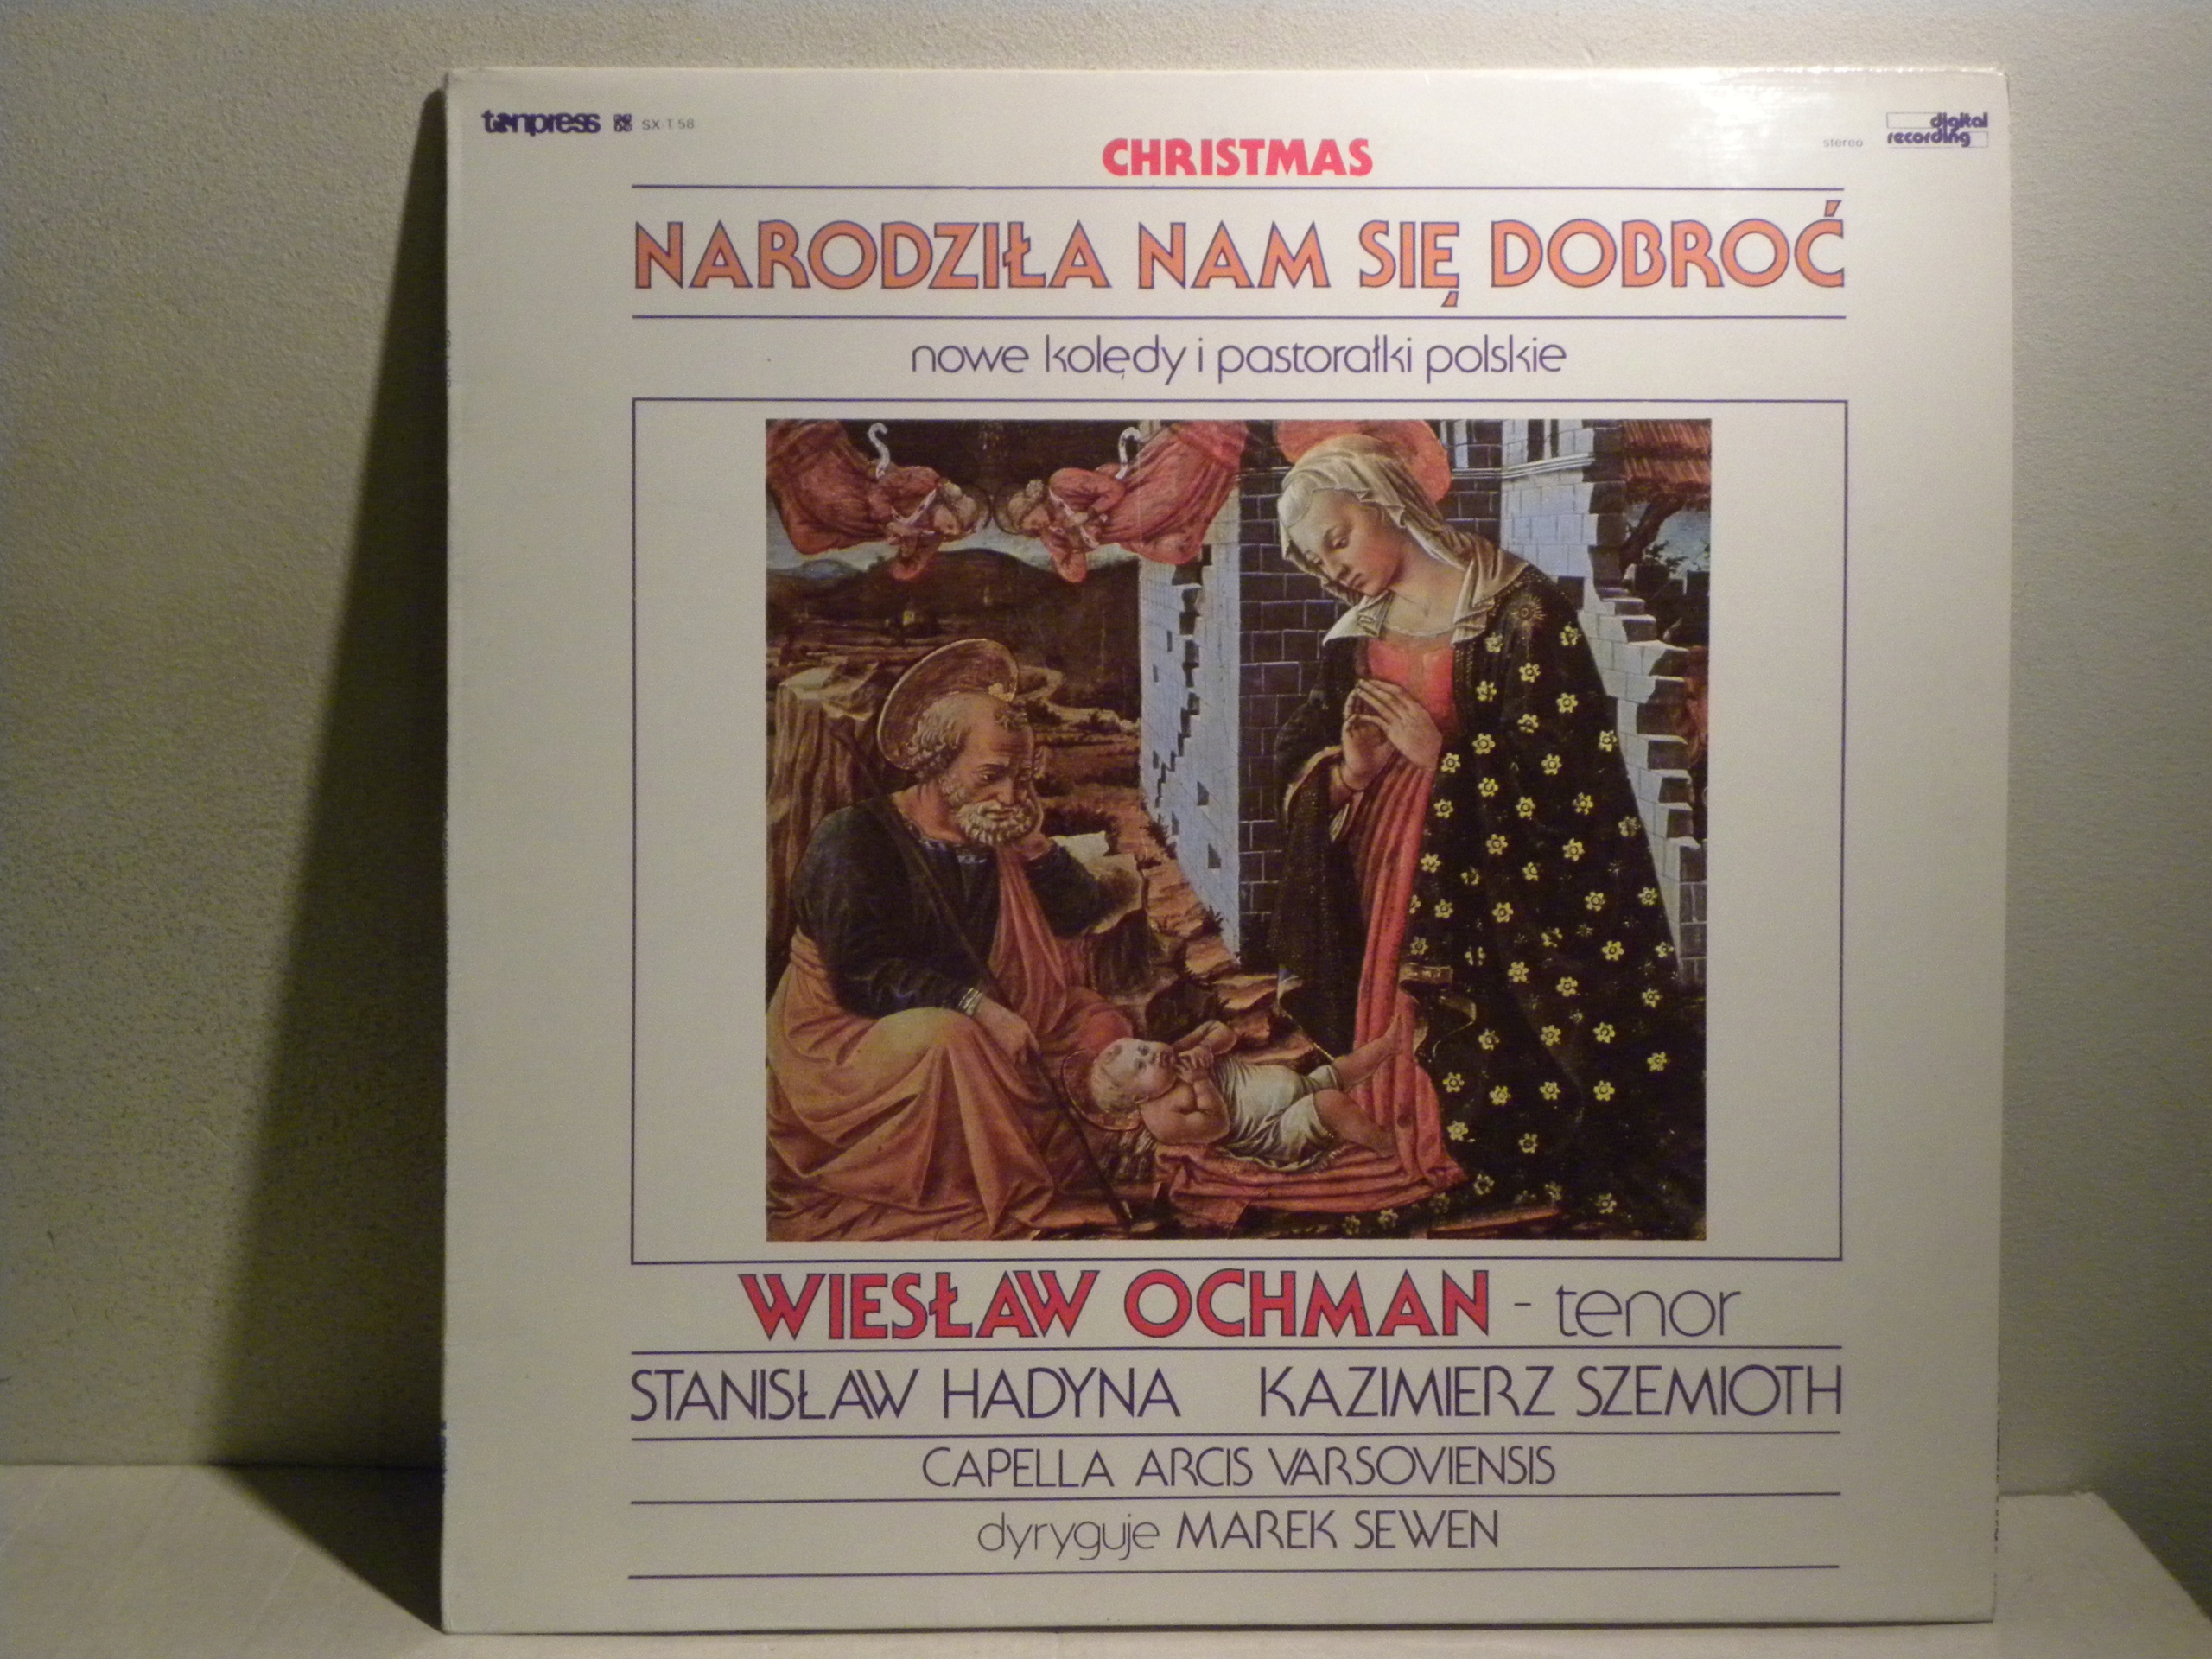 tonpress SX-T 58
stereo
digital
recording
CHRISTMAS
NARODZIŁA NAM SIĘ DOBROĆ
nowe kolędy i pastorałki polskie
WIESŁAW OCHMAN - tenor
STANISŁAW HADYNA KAZIMIERZ SZEMIOTH
CAPELLA ARCIS VARSOVIENSIS
dyryguje MAREK SEWEN